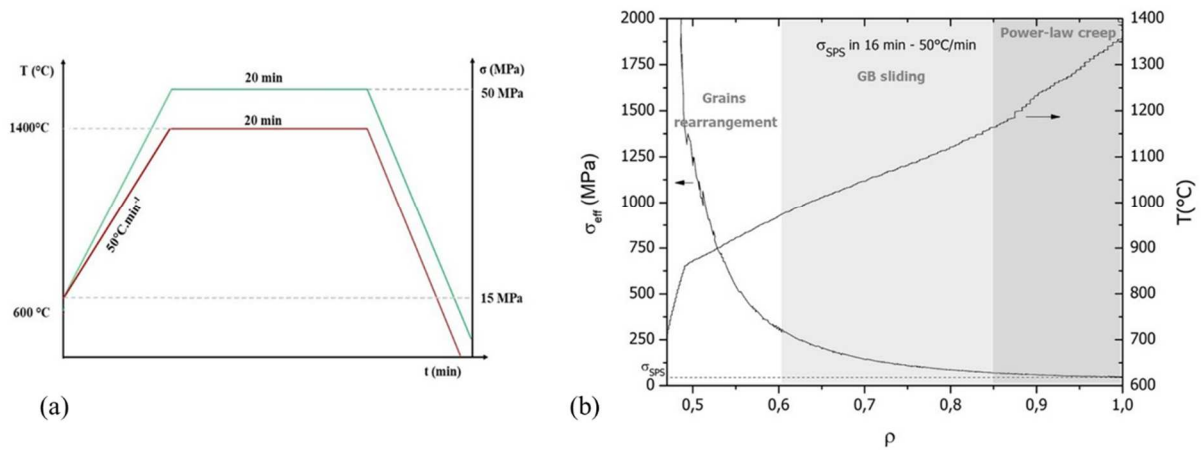 T (°C)
σ (MPa)
20 min
50 MPa
1400°C
20 min
50°C.min⁻¹
15 MPa
600 °C
t (min)
(a)
2000
1750
1500
1250
1000
750
500
250
σSPS
0
σeff (MPa)
σSPS in 16 min - 50°C/min
Grains
rearrangement
GB sliding
Power-law creep
1400
1300
1200
1100
1000
900
800
700
600
T(°C)
0,5 0,6 0,7 0,8 0,9 1,0
ρ
(b)